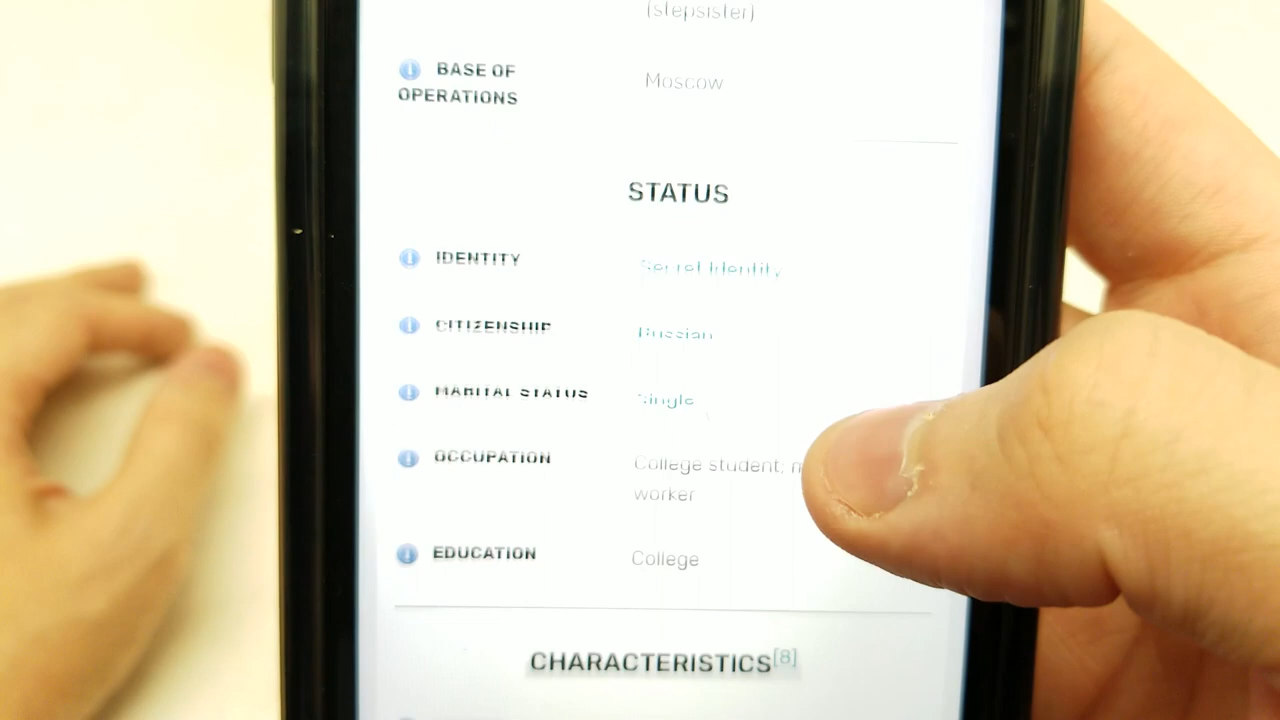 (stepsister)
BASE OF
OPERATIONS
Moscow
STATUS
IDENTITY
Secret Identity
CITIZENSHIP
Russian
MARITAL STATUS
Single
OCCUPATION
College student;
worker
EDUCATION
College
CHARACTERISTICS[8]